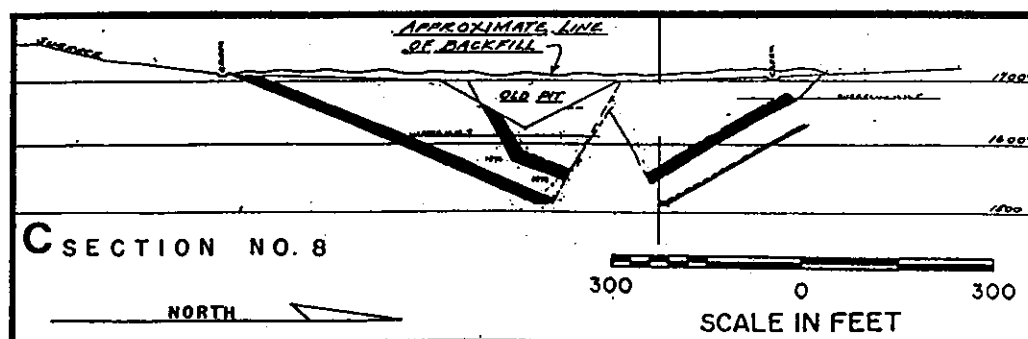 APPROXIMATE LINE
OF BACKFILL
SURFACE
1700'
OLD PIT
1600'
1500
C SECTION NO. 8
NORTH
300 0 300
SCALE IN FEET